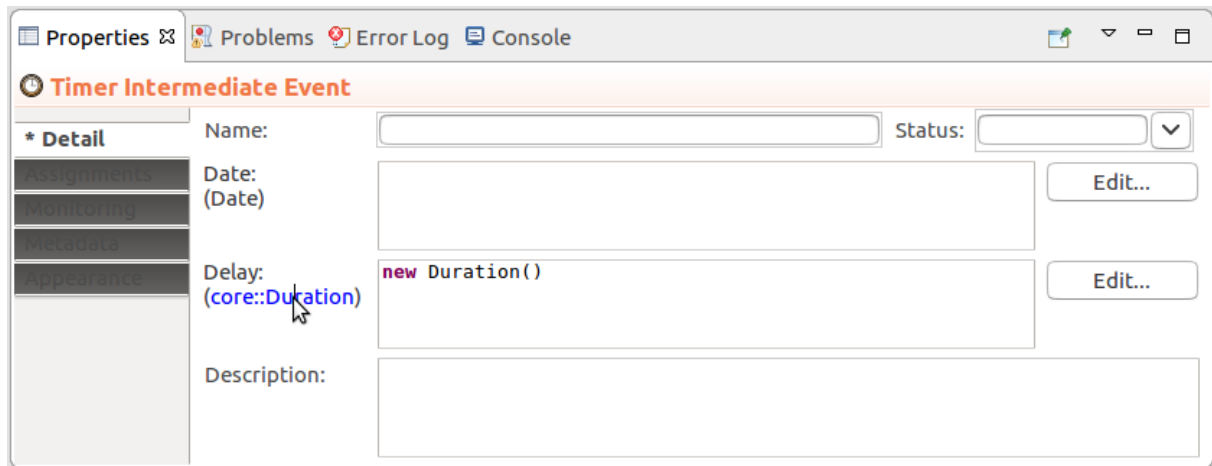 Properties Problems Error Log Console
Timer Intermediate Event
* Detail
Assignments
Monitoring
Metadata
Appearance
Name:
Status:
Date:
(Date)
Edit...
Delay:
(core::Duration)
new Duration()
Edit...
Description: